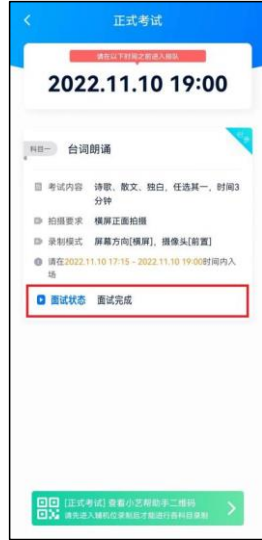 正式考试
请在以下时间之前进入排队
2022.11.10 19:00
科目一 台词朗诵
考试内容 诗歌、散文、独白，任选其一，时间3
分钟
拍摄要求 横屏正面拍摄
录制模式 屏幕方向[横屏]，摄像头[前置]
请在2022.11.10 17:15 - 2022.11.10 19:00时间内入
场
面试状态 面试完成
[正式考试] 查看小艺帮助手二维码
请先进入辅机位录制后才能进行各科目录制